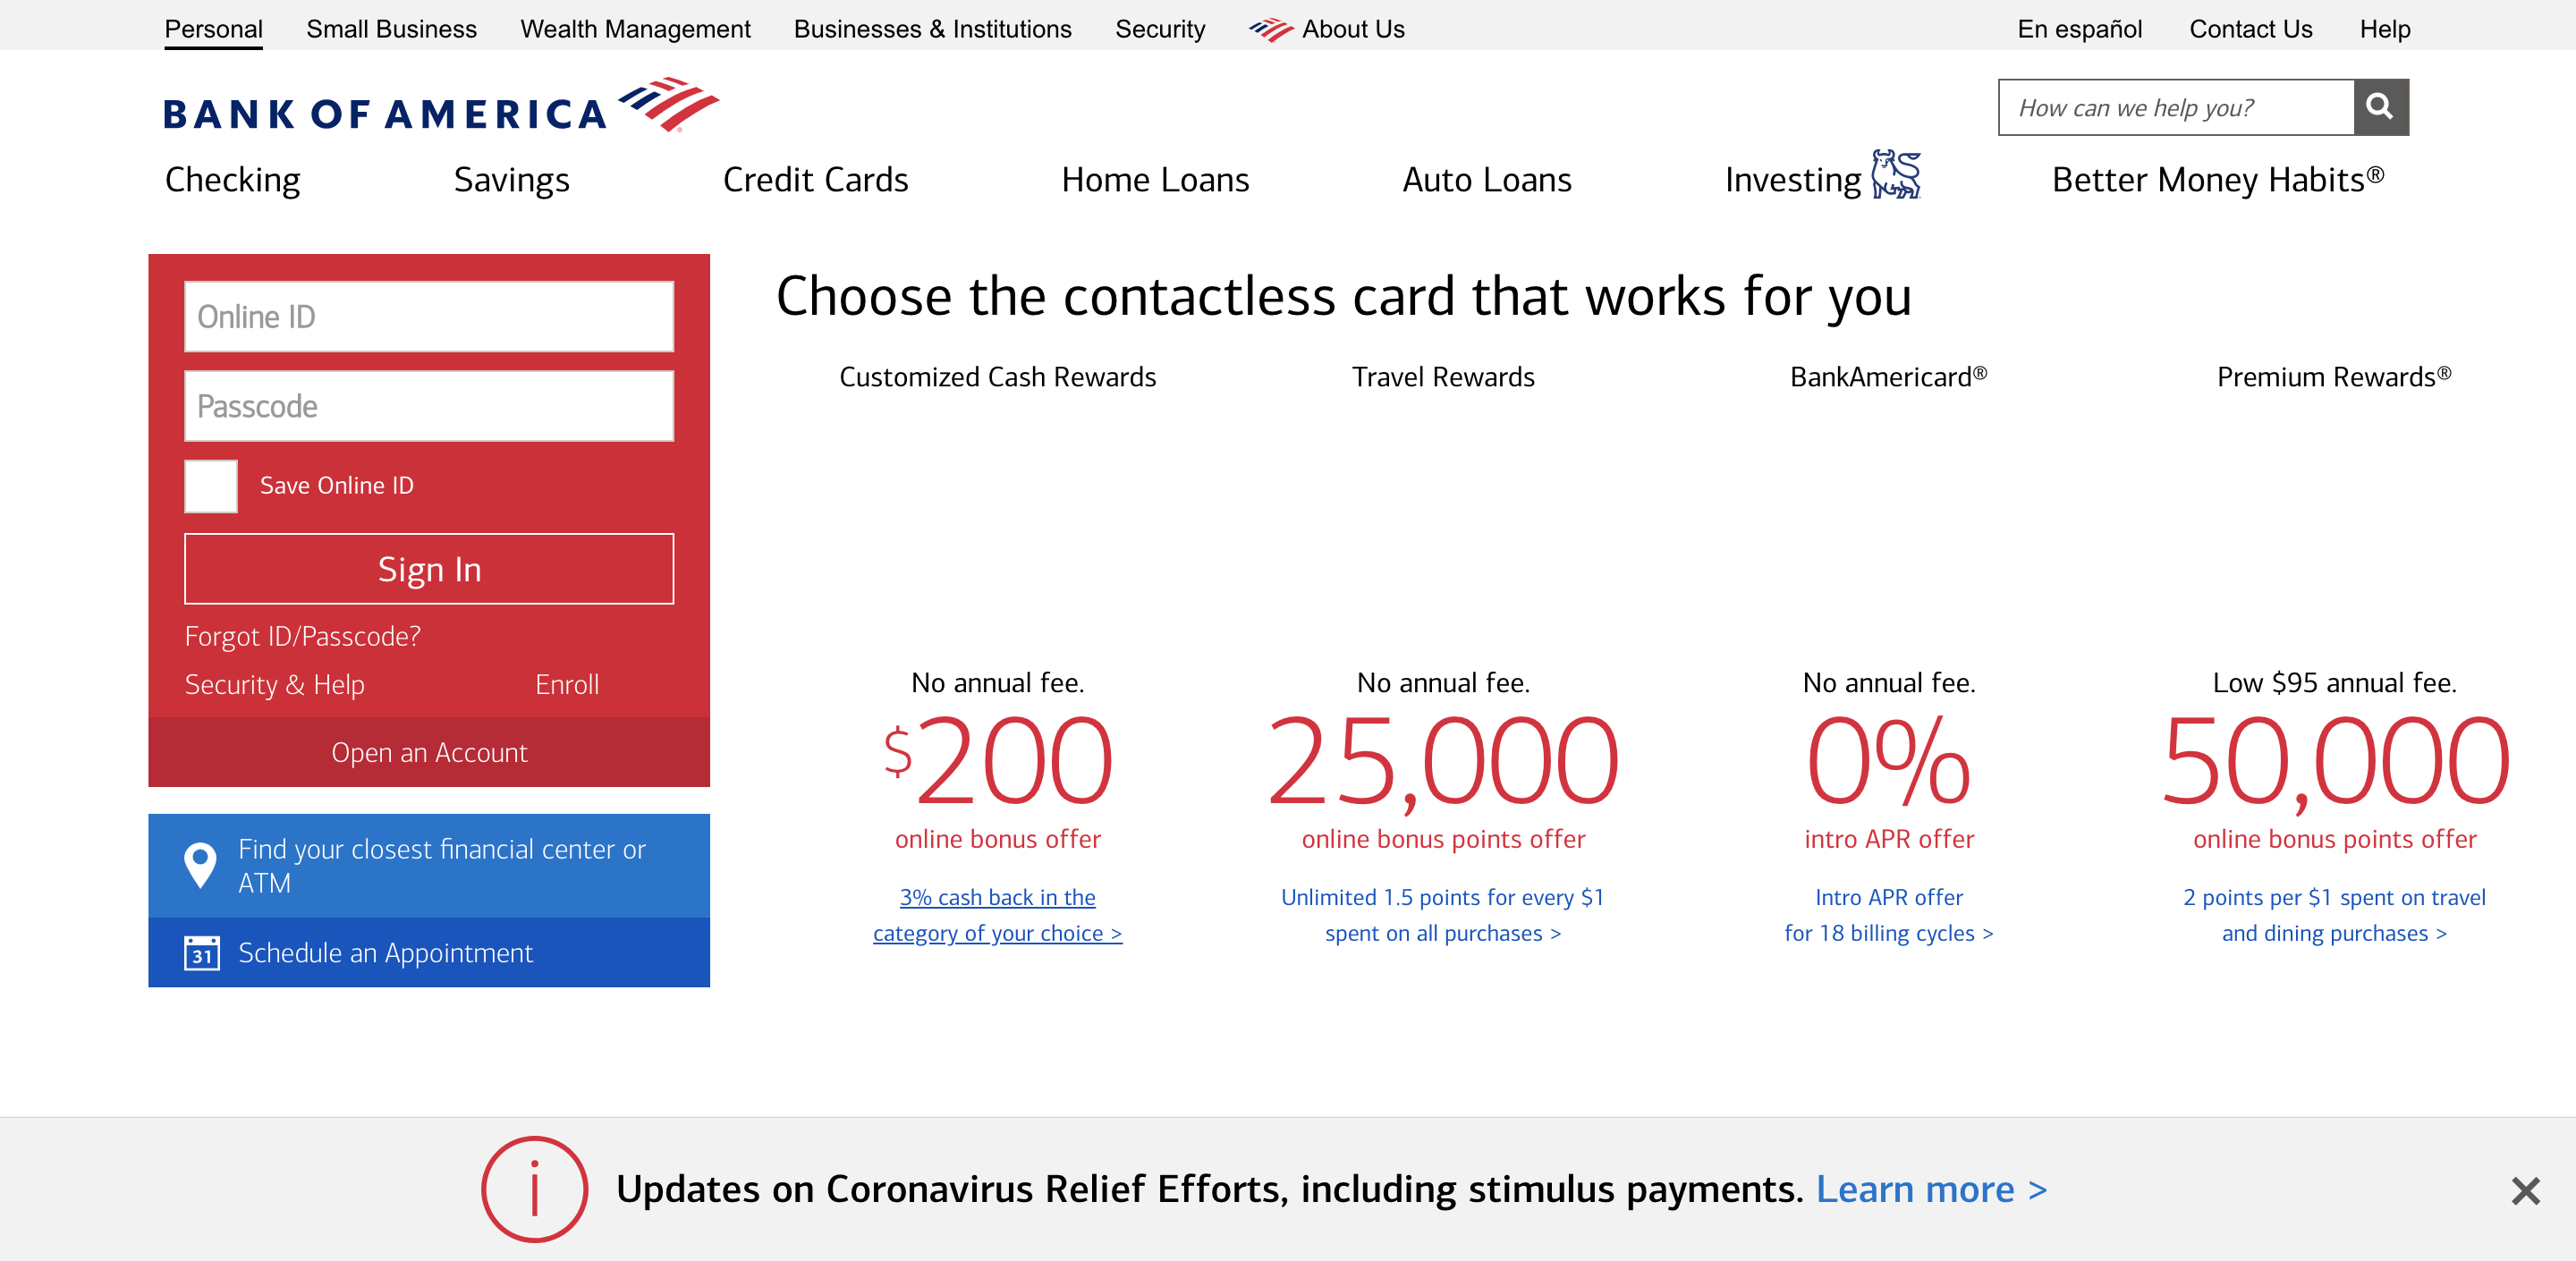 Personal Small Business Wealth Management Businesses & Institutions Security About Us En español Contact Us Help
BANK OF AMERICA
How can we help you?
Checking Savings Credit Cards Home Loans Auto Loans Investing Better Money Habits®
Online ID
Passcode
Save Online ID
Sign In
Forgot ID/Passcode?
Security & Help Enroll
Open an Account
Find your closest financial center or
ATM
31 Schedule an Appointment
Choose the contactless card that works for you
Customized Cash Rewards
No annual fee.
$200
online bonus offer
3% cash back in the
category of your choice >
Travel Rewards
No annual fee.
25,000
online bonus points offer
Unlimited 1.5 points for every $1
spent on all purchases >
BankAmericard®
No annual fee.
0%
intro APR offer
Intro APR offer
for 18 billing cycles >
Premium Rewards®
Low $95 annual fee.
50,000
online bonus points offer
2 points per $1 spent on travel
and dining purchases >
Updates on Coronavirus Relief Efforts, including stimulus payments. Learn more >